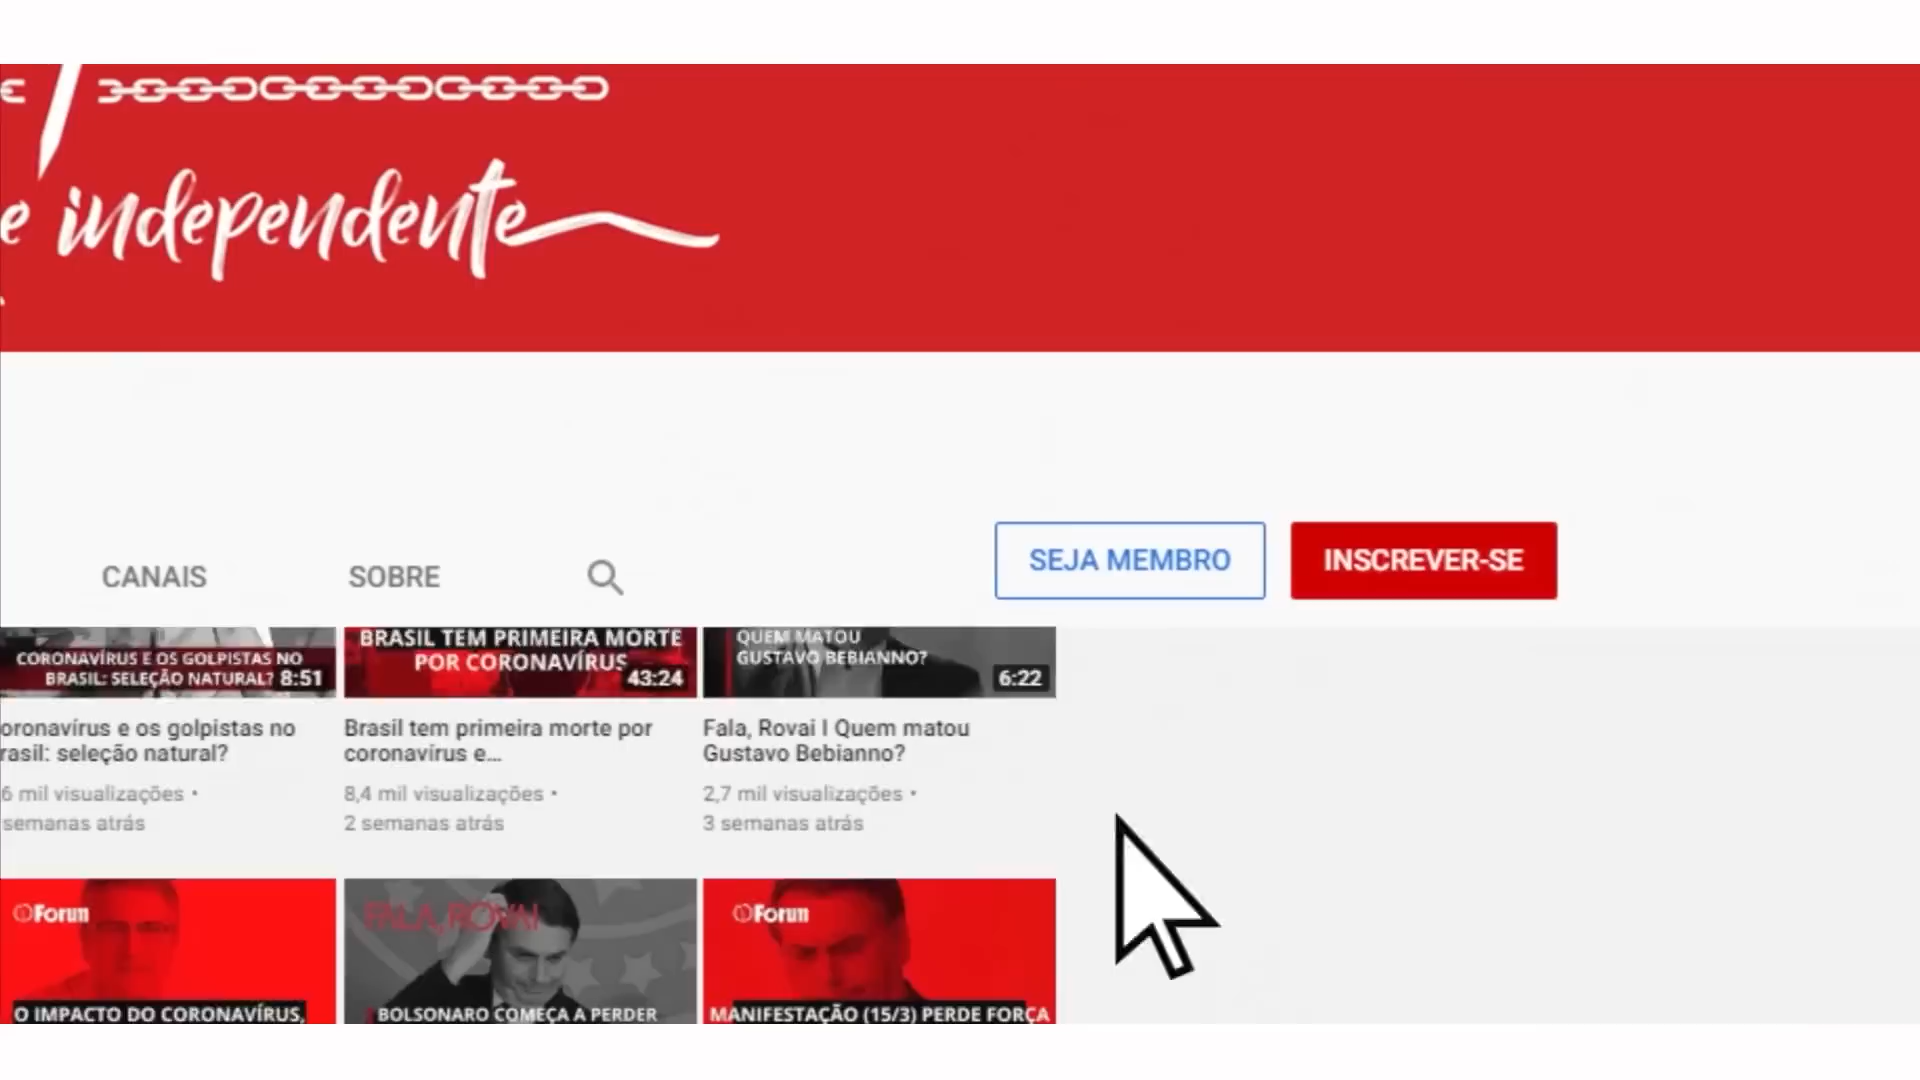 e independente
CANAIS
SOBRE
SEJA MEMBRO
INSCREVER-SE
CORONAVÍRUS E OS GOLPISTAS NO
BRASIL: SELEÇÃO NATURAL?
8:51
BRASIL TEM PRIMEIRA MORTE
POR CORONAVÍRUS
43:24
QUEM MATOU
GUSTAVO BEBIANNO?
6:22
oronavírus e os golpistas no
rasil: seleção natural?
6 mil visualizações •
semanas atrás
Brasil tem primeira morte por
coronavírus e...
8,4 mil visualizações •
2 semanas atrás
Fala, Rovai I Quem matou
Gustavo Bebianno?
2,7 mil visualizações •
3 semanas atrás
Forum
O IMPACTO DO CORONAVÍRUS,
FALA, ROVAI
BOLSONARO COMEÇA A PERDER
Forum
MANIFESTAÇÃO (15/3) PERDE FORÇA